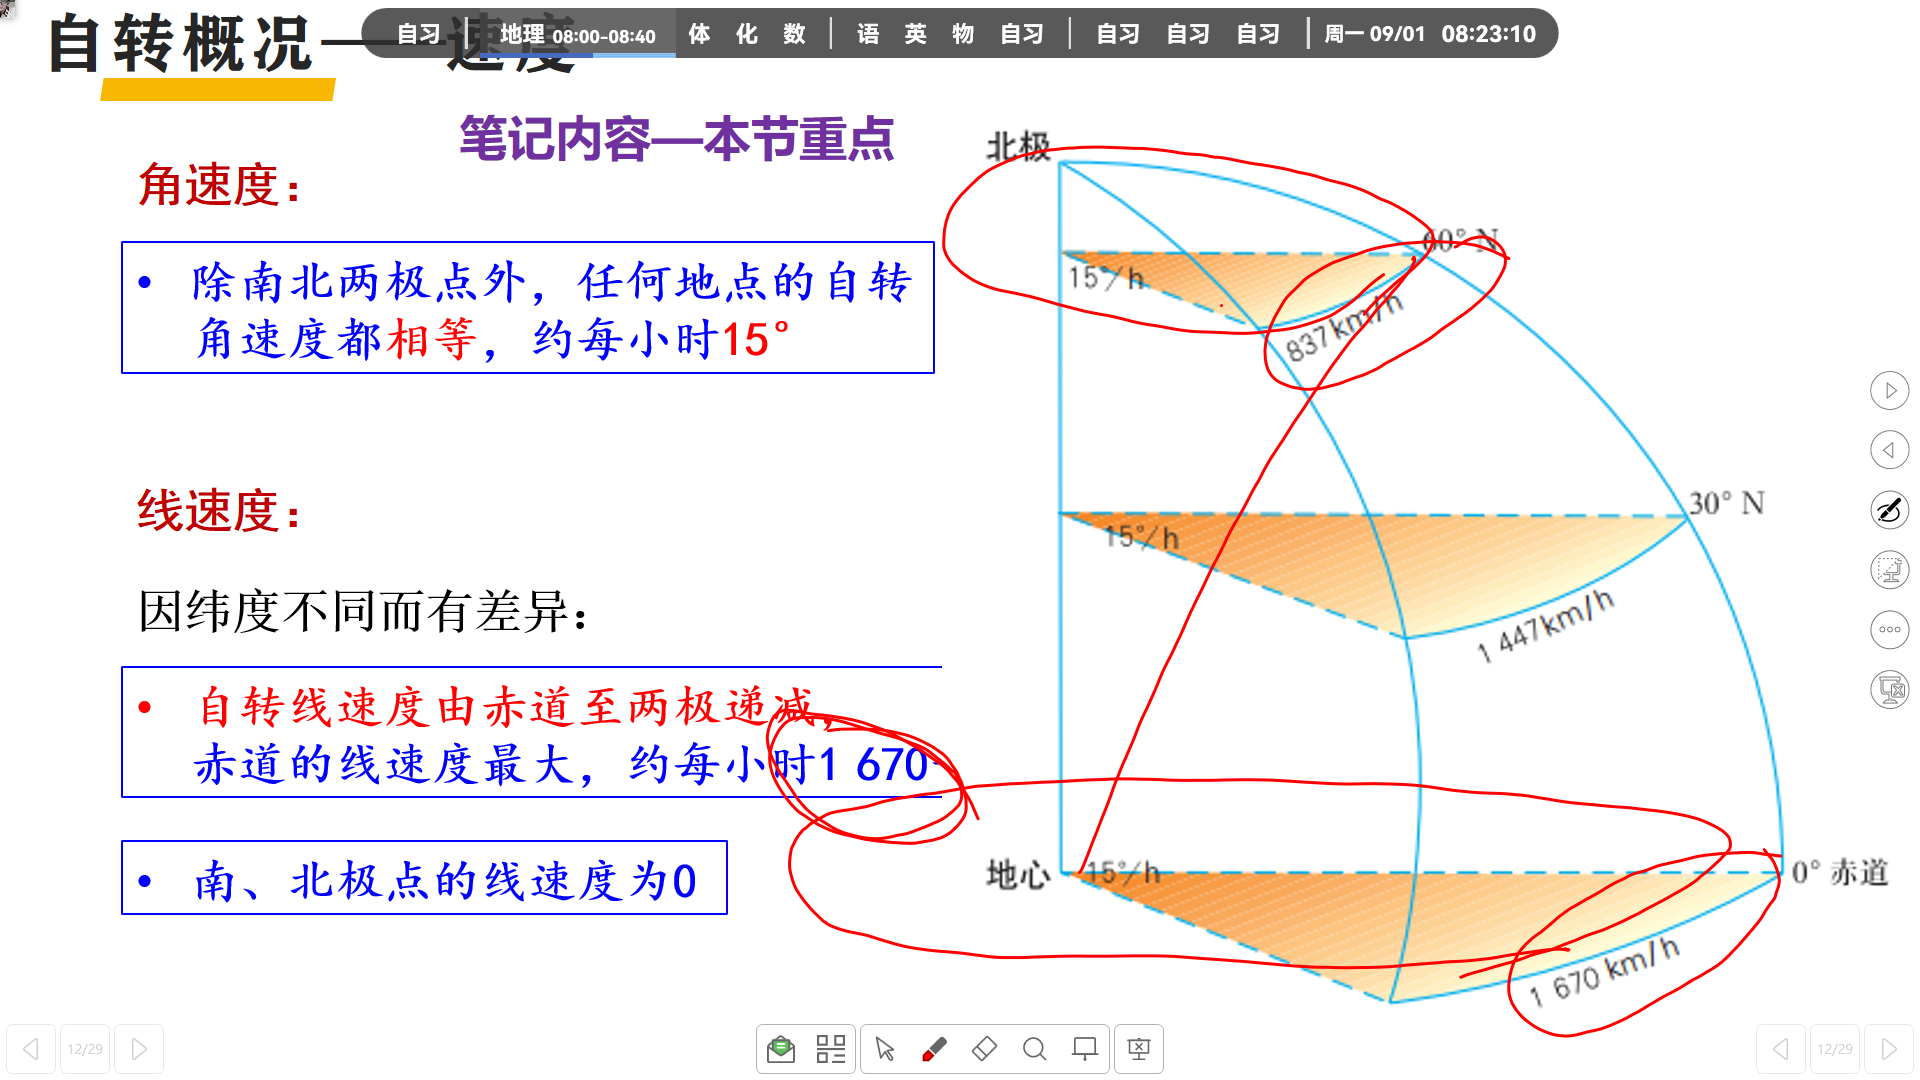 自转概况——速度
自习 | 地理 08:00-08:40 体 化 数 | 语 英 物 自习 | 自习 自习 自习 | 周一 09/01 08:23:10
笔记内容—本节重点
角速度：
• 除南北两极点外，任何地点的自转
角速度都相等，约每小时15°
线速度：
因纬度不同而有差异：
• 自转线速度由赤道至两极递减，
赤道的线速度最大，约每小时1 670
• 南、北极点的线速度为0
北极
60° N
15°/h
837km/h
30° N
15°/h
1 447km/h
地心
15°/h
0° 赤道
1 670 km/h
12/29
12/29